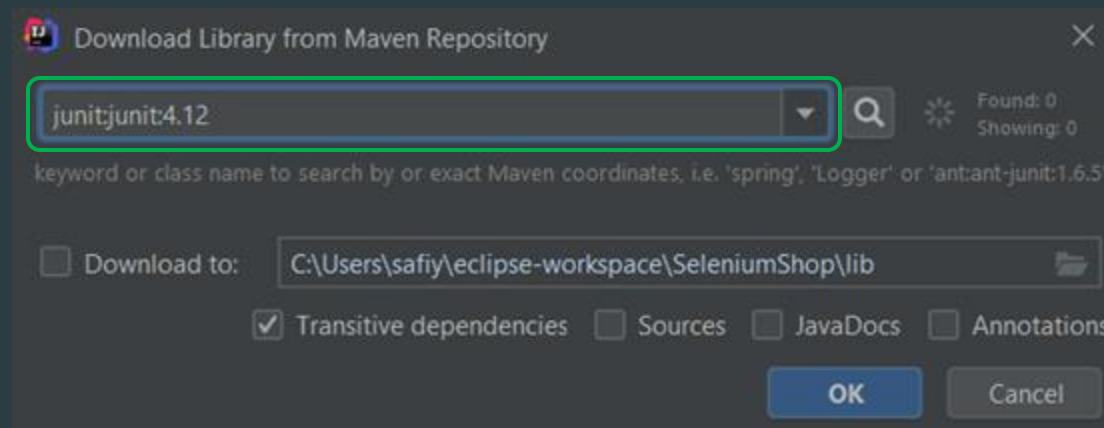 Download Library from Maven Repository
junit:junit:4.12
Found: 0
Showing: 0
keyword or class name to search by or exact Maven coordinates, i.e. 'spring', 'Logger' or 'ant:ant-junit:1.6.5'
Download to:
C:\Users\safiy\eclipse-workspace\SeleniumShop\lib
Transitive dependencies Sources JavaDocs Annotations
OK Cancel